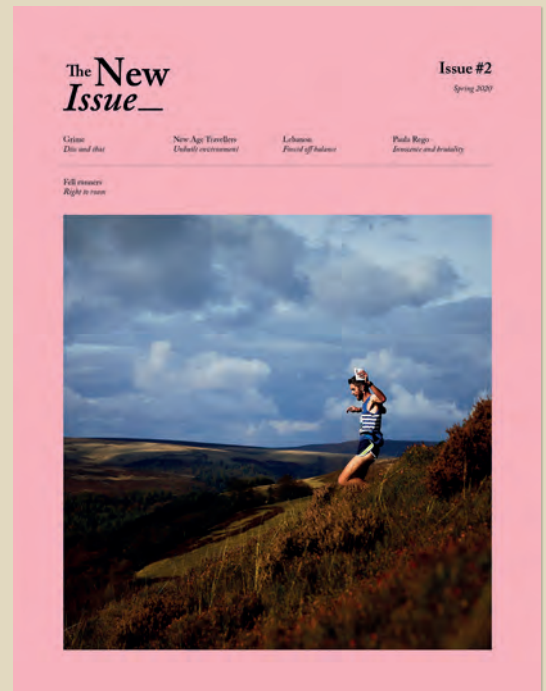 The New
Issue_
Issue #2
Spring 2020
Grime
Dis and that
New Age Travellers
Unbuilt environment
Lebanon
Forced off balance
Paula Rego
Innocence and brutality
Fell runners
Right to roam